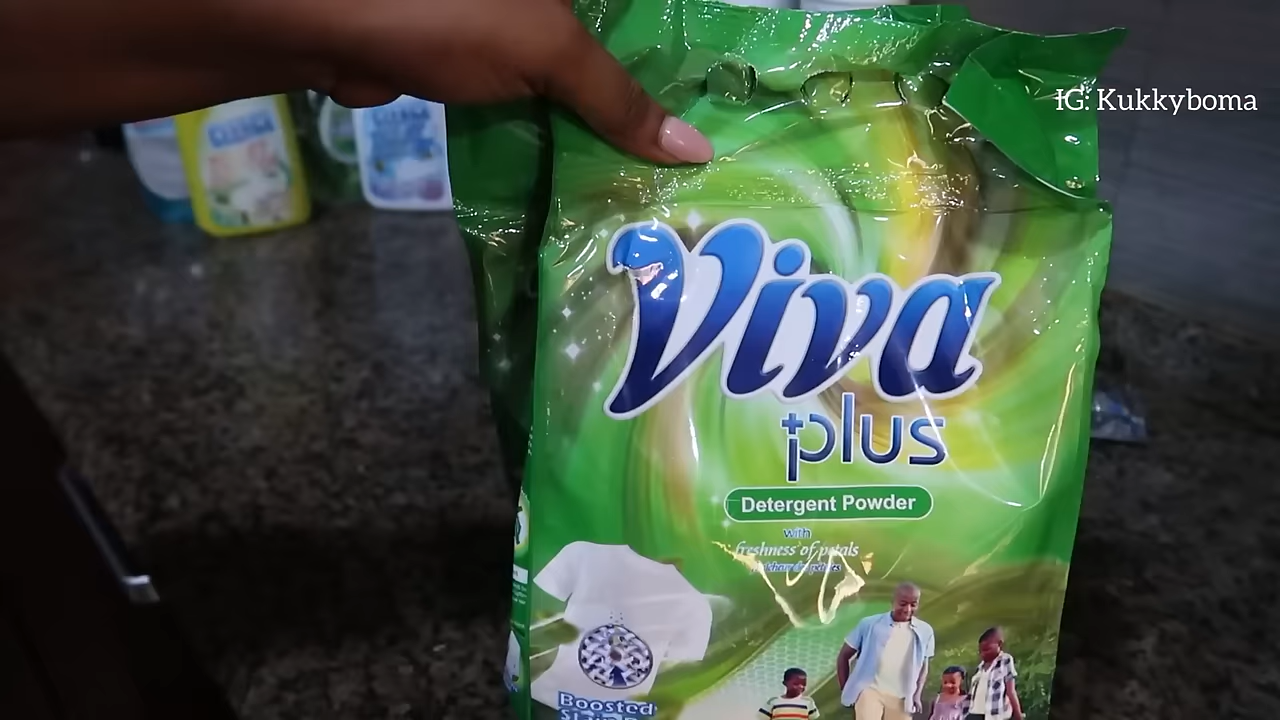 IG: Kukkyboma
Viva
plus
Detergent Powder
with
freshness of petals
Boosted